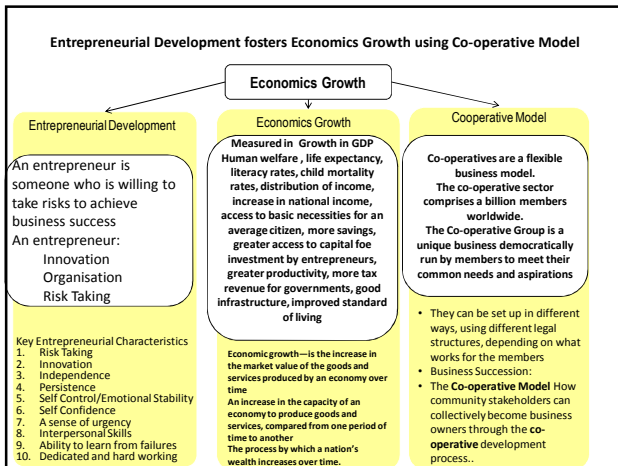 Entrepreneurial Development fosters Economics Growth using Co-operative Model
Economics Growth
Entrepreneurial Development
An entrepreneur is
someone who is willing to
take risks to achieve
business success
An entrepreneur:
Innovation
Organisation
Risk Taking
Key Entrepreneurial Characteristics
1. Risk Taking
2. Innovation
3. Independence
4. Persistence
5. Self Control/Emotional Stability
6. Self Confidence
7. A sense of urgency
8. Interpersonal Skills
9. Ability to learn from failures
10. Dedicated and hard working
Economics Growth
Measured in Growth in GDP
Human welfare , life expectancy,
literacy rates, child mortality
rates, distribution of income,
increase in national income,
access to basic necessities for an
average citizen, more savings,
greater access to capital foe
investment by entrepreneurs,
greater productivity, more tax
revenue for governments, good
infrastructure, improved standard
of living
Economic growth—is the increase in
the market value of the goods and
services produced by an economy over
time
An increase in the capacity of an
economy to produce goods and
services, compared from one period of
time to another
The process by which a nation's
wealth increases over time.
Cooperative Model
Co-operatives are a flexible
business model.
The co-operative sector
comprises a billion members
worldwide.
The Co-operative Group is a
unique business democratically
run by members to meet their
common needs and aspirations
• They can be set up in different
ways, using different legal
structures, depending on what
works for the members
• Business Succession:
• The Co-operative Model How
community stakeholders can
collectively become business
owners through the co-
operative development
process..